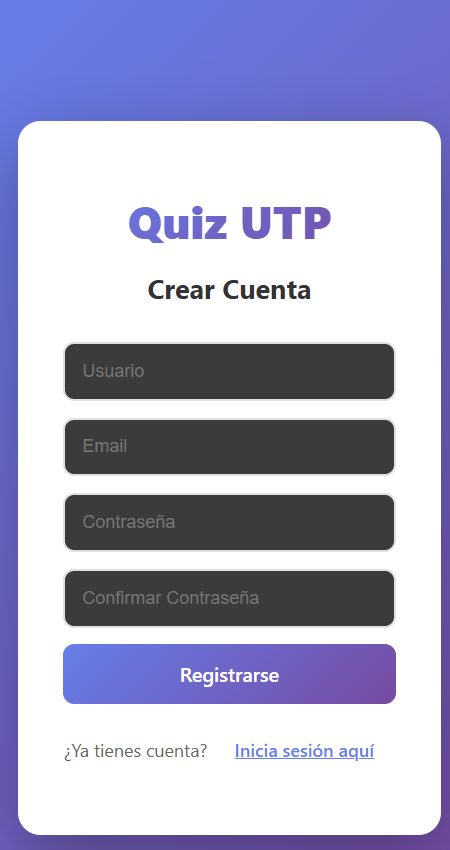 Quiz UTP
Crear Cuenta
Usuario
Email
Contraseña
Confirmar Contraseña
Registrarse
¿Ya tienes cuenta? Inicia sesión aquí